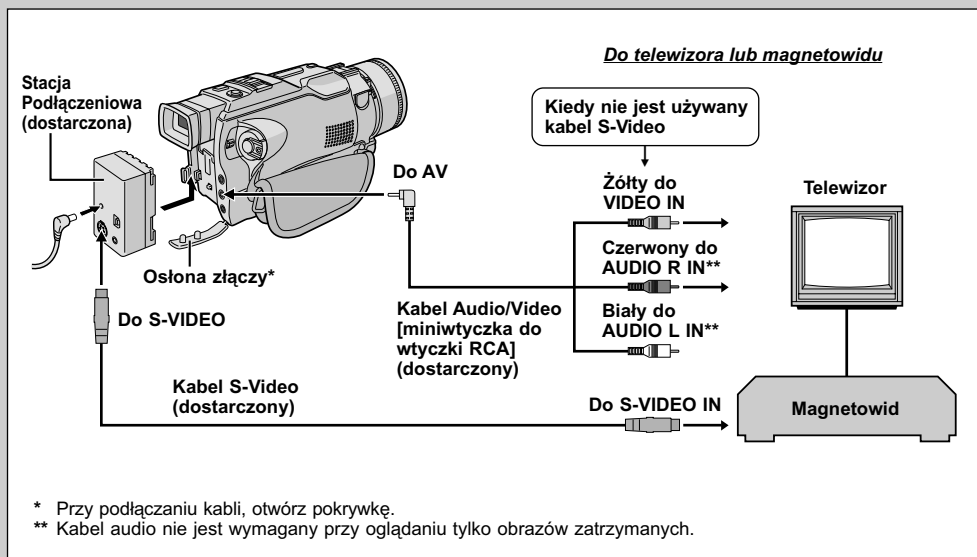 Do telewizora lub magnetowidu
Stacja
Podłączeniowa
(dostarczona)
Kiedy nie jest używany
kabel S-Video
Do AV
Żółty do
VIDEO IN
Telewizor
Czerwony do
AUDIO R IN**
Osłona złączy*
Biały do
AUDIO L IN**
Kabel Audio/Video
[miniwtyczka do
wtyczki RCA]
(dostarczony)
Do S-VIDEO
Kabel S-Video
(dostarczony)
Do S-VIDEO IN
Magnetowid
* Przy podłączaniu kabli, otwórz pokrywkę.
** Kabel audio nie jest wymagany przy oglądaniu tylko obrazów zatrzymanych.